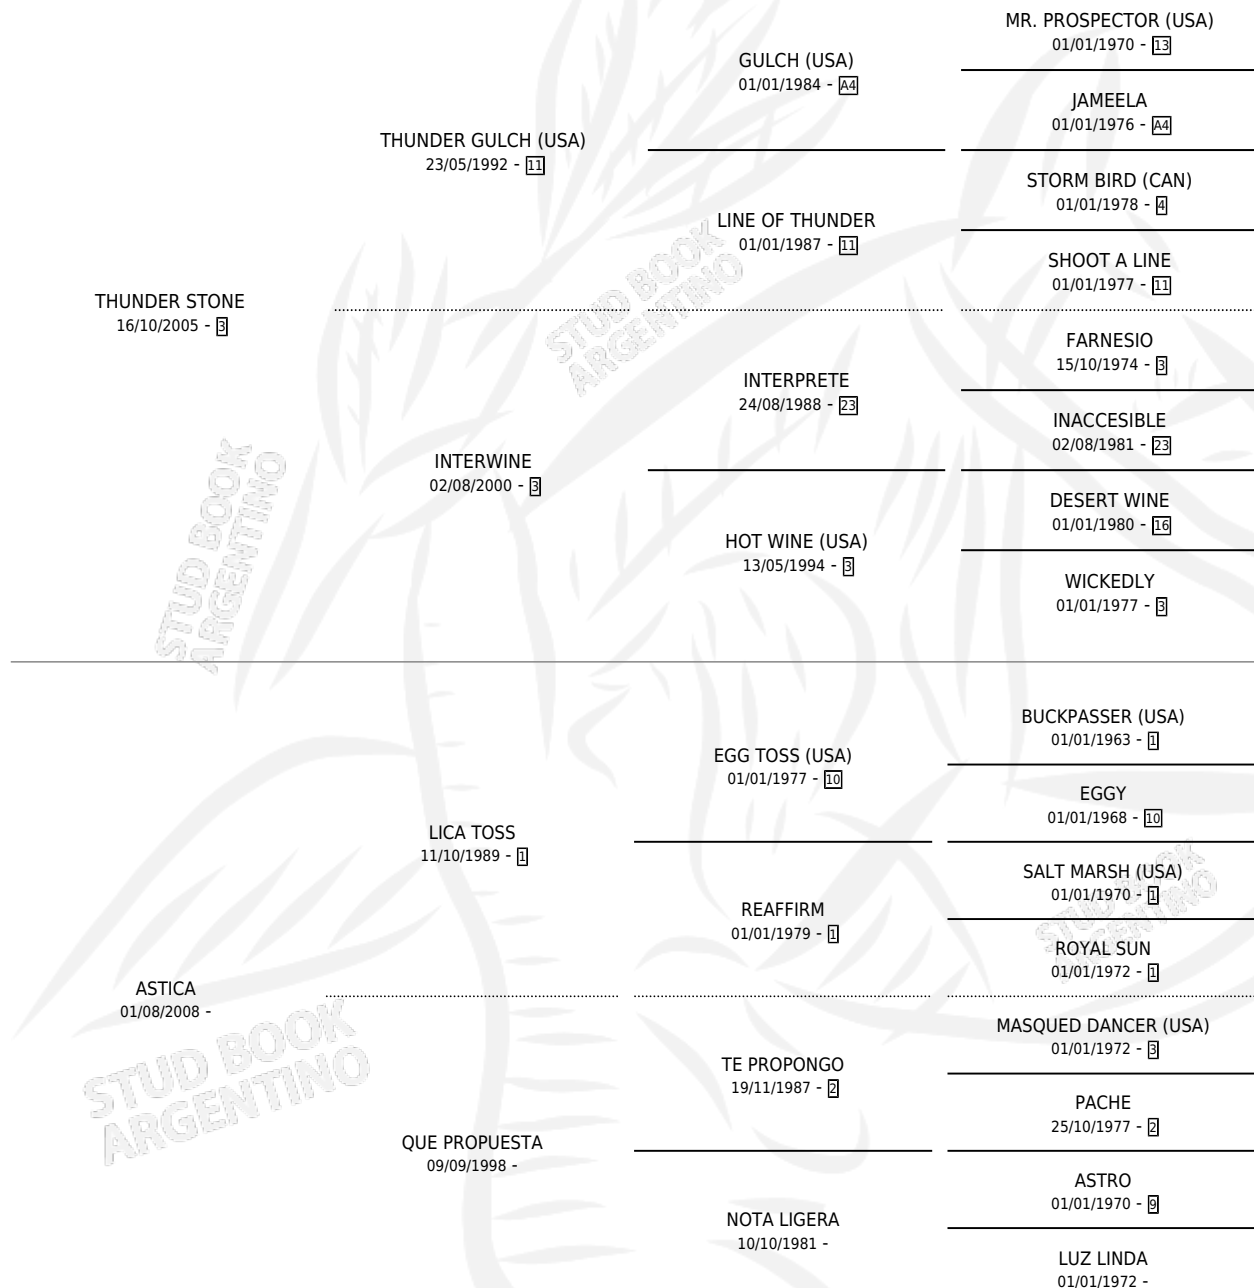 MR. PROSPECTOR (USA)
01/01/1970 - 13
GULCH (USA)
01/01/1984 - A4
JAMEELA
01/01/1976 - A4
THUNDER GULCH (USA)
23/05/1992 - 11
STORM BIRD (CAN)
01/01/1978 - 4
LINE OF THUNDER
01/01/1987 - 11
SHOOT A LINE
01/01/1977 - 11
THUNDER STONE
16/10/2005 - 3
FARNESIO
15/10/1974 - 3
INTERPRETE
24/08/1988 - 23
INACCESIBLE
02/08/1981 - 23
INTERWINE
02/08/2000 - 3
DESERT WINE
01/01/1980 - 16
HOT WINE (USA)
13/05/1994 - 3
WICKEDLY
01/01/1977 - 3
BUCKPASSER (USA)
01/01/1963 - 1
EGG TOSS (USA)
01/01/1977 - 10
EGGY
01/01/1968 - 10
LICA TOSS
11/10/1989 - 1
SALT MARSH (USA)
01/01/1970 - 1
REAFFIRM
01/01/1979 - 1
ROYAL SUN
01/01/1972 - 1
ASTICA
01/08/2008 -
MASQUED DANCER (USA)
01/01/1972 - 3
TE PROPONGO
19/11/1987 - 2
PACHE
25/10/1977 - 2
QUE PROPUESTA
09/09/1998 -
ASTRO
01/01/1970 - 9
NOTA LIGERA
10/10/1981 -
LUZ LINDA
01/01/1972 -
STUD BOOK
ARGENTINO
STUD BOOK
ARGENTINO
STUD BOOK
ARGENTINO
STUD BOOK
ARGENTINO